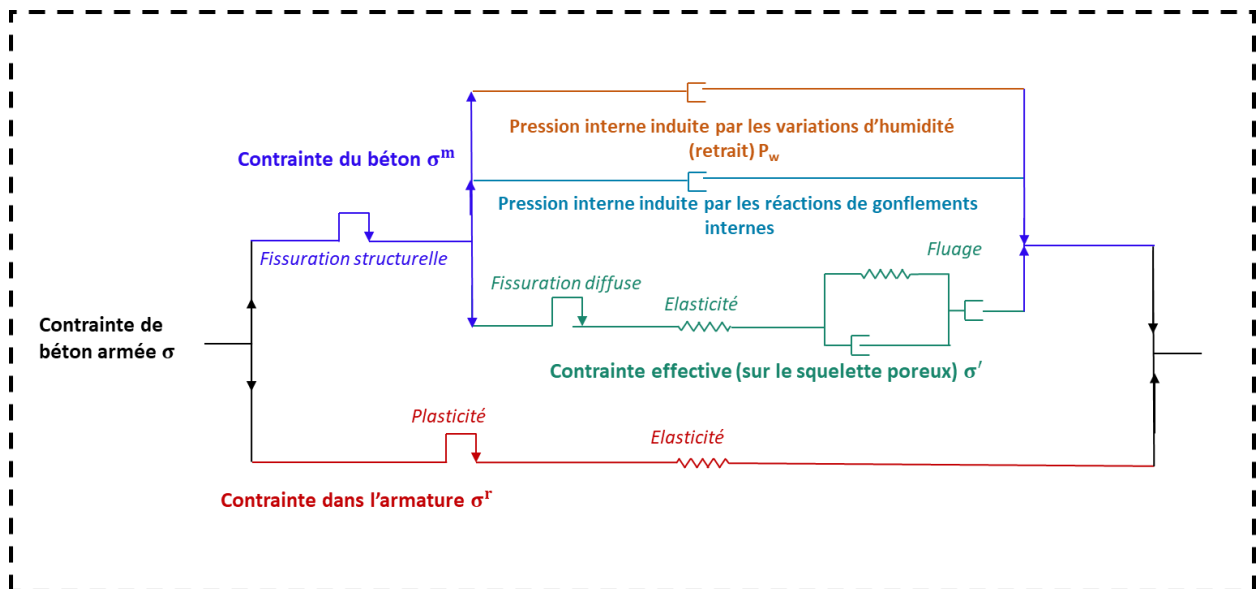 Pression interne induite par les variations d’humidité
(retrait) Pw
Contrainte du béton σᵐ
Pression interne induite par les réactions de gonflements
internes
Fissuration structurelle
Fluage
Fissuration diffuse
Elasticité
Contrainte de
béton armée σ
Contrainte effective (sur le squelette poreux) σ′
Plasticité
Elasticité
Contrainte dans l’armature σʳ